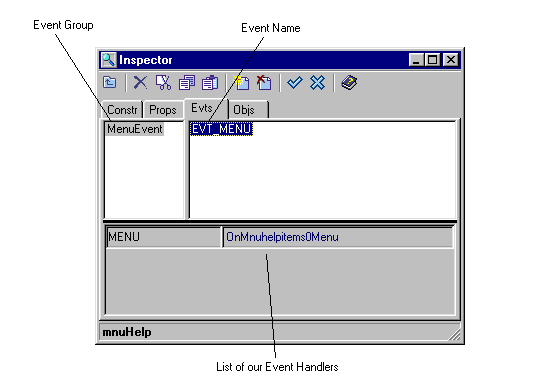 Event Group
Event Name
Inspector
Constr Props Evts Objs
MenuEvent EVT_MENU
MENU OnMnuhelpitems0Menu
mnuHelp
List of our Event Handlers